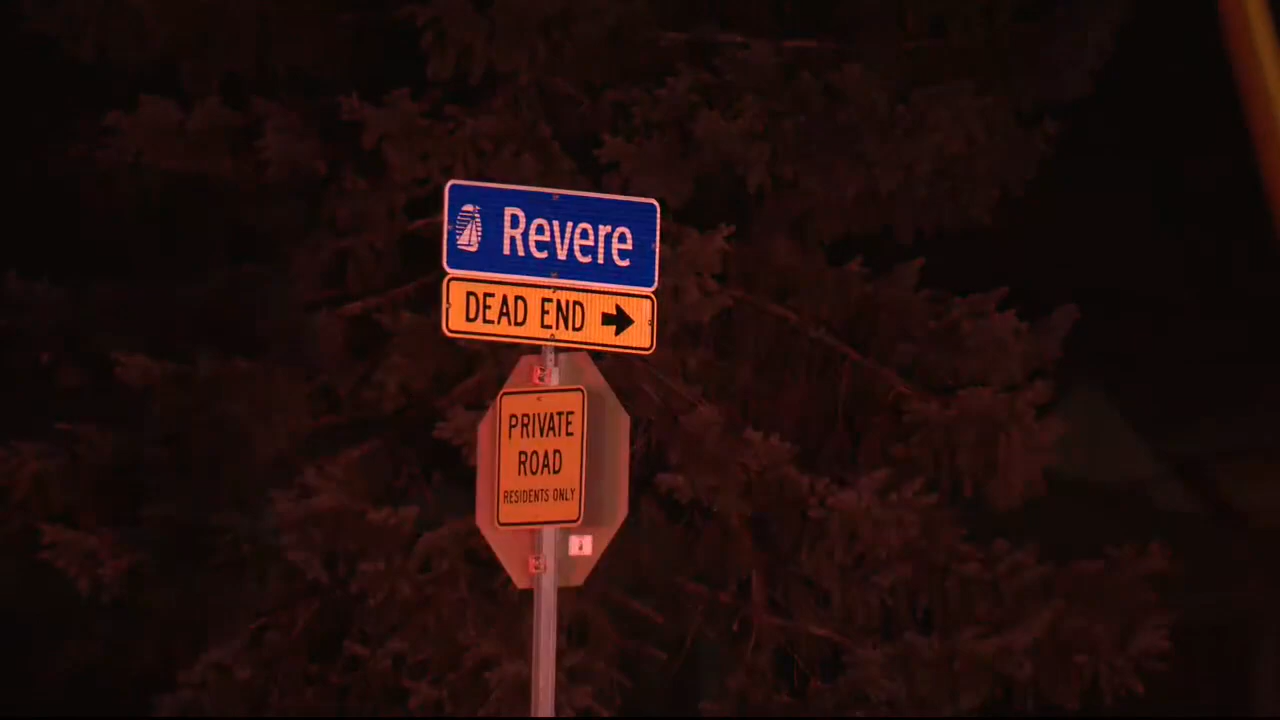 Revere
DEAD END
PRIVATE
ROAD
RESIDENTS ONLY